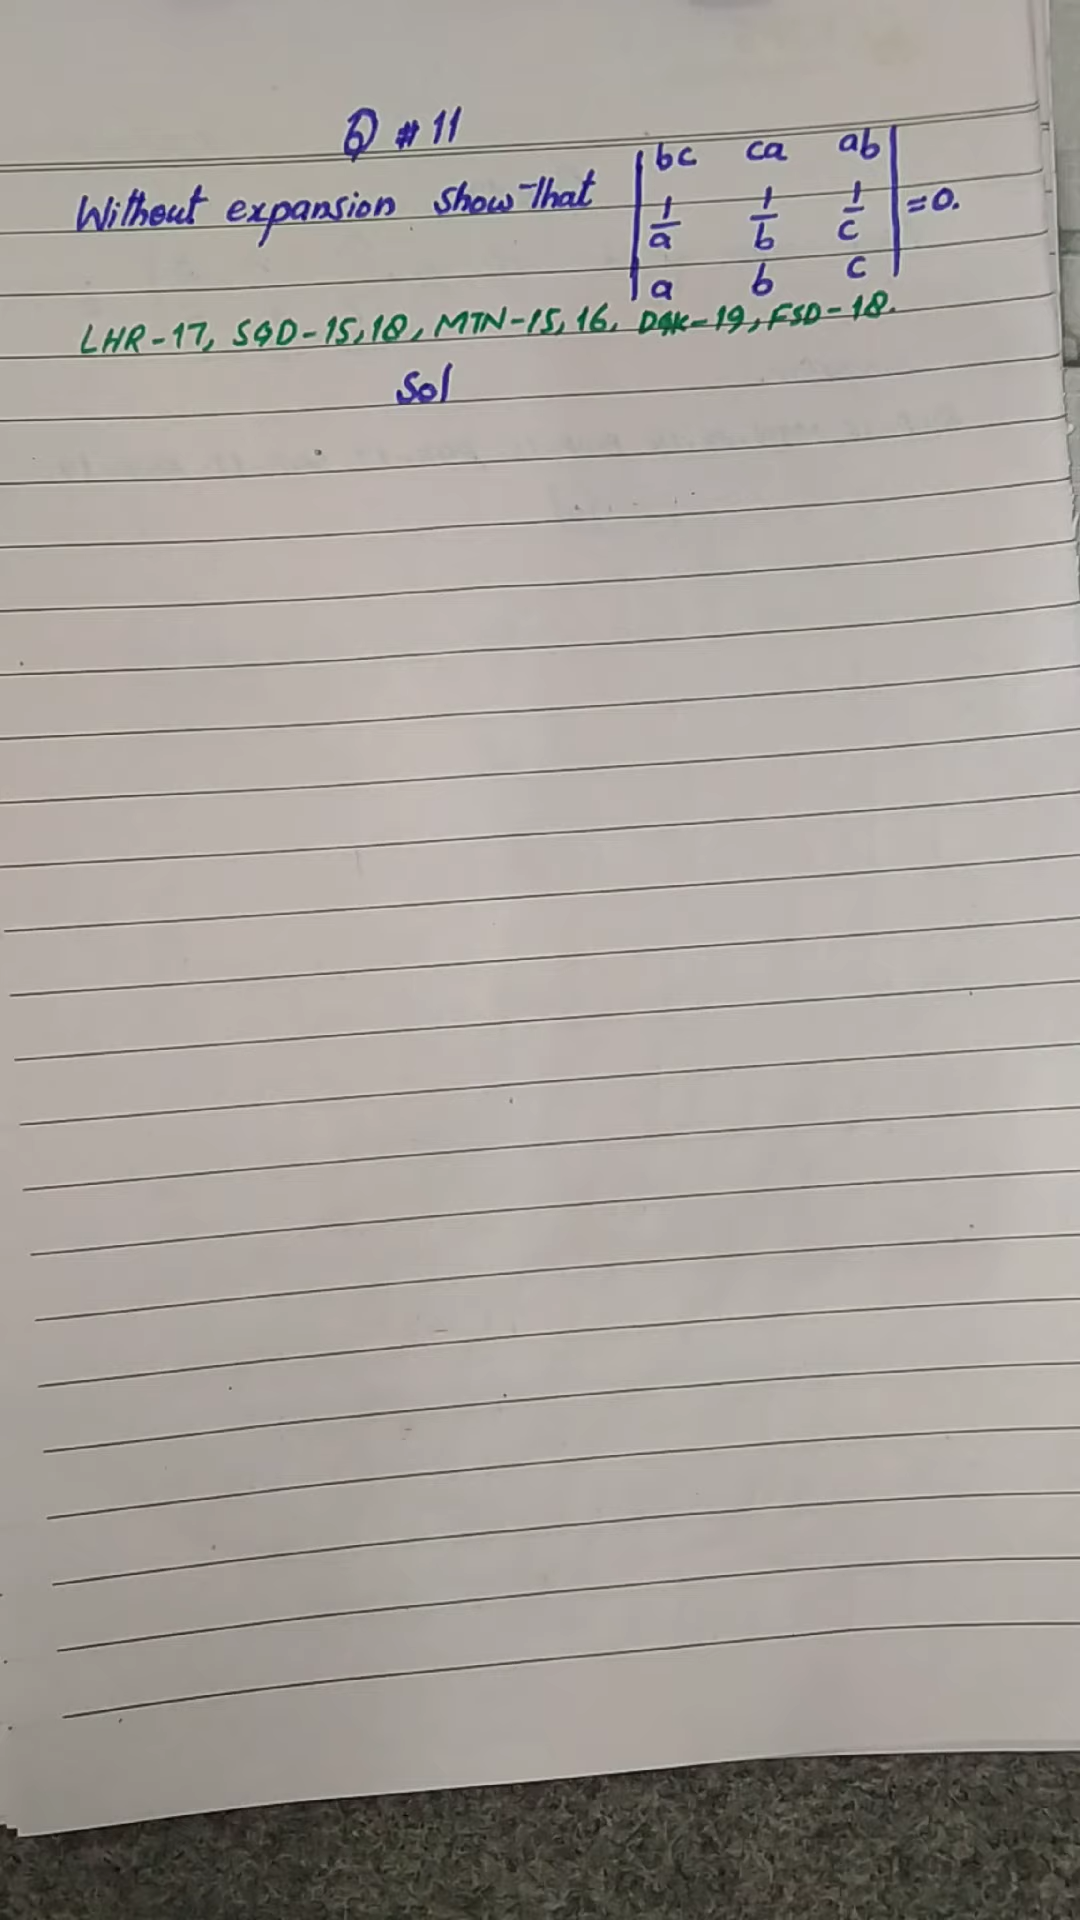 Q # 11
Without expansion show that | bc ca ab |
| 1/a 1/b 1/c | = 0.
| a b c |
LHR-17, SGD-15,18, MTN-15,16, DGK-19, FSD-18.
Sol